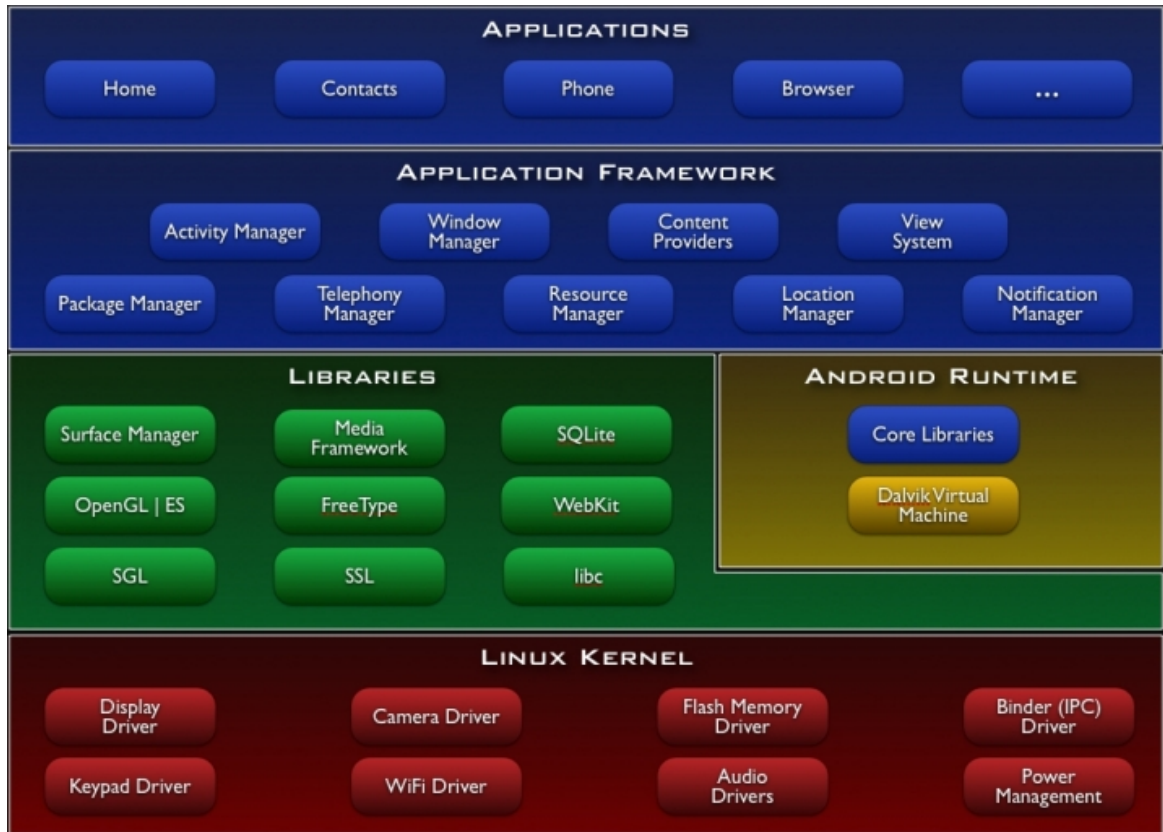 APPLICATIONS
Home
Contacts
Phone
Browser
...
APPLICATION FRAMEWORK
Activity Manager
Window
Manager
Content
Providers
View
System
Package Manager
Telephony
Manager
Resource
Manager
Location
Manager
Notification
Manager
LIBRARIES
Surface Manager
Media
Framework
SQLite
OpenGL | ES
FreeType
WebKit
SGL
SSL
libc
ANDROID RUNTIME
Core Libraries
Dalvik Virtual
Machine
LINUX KERNEL
Display
Driver
Camera Driver
Flash Memory
Driver
Binder (IPC)
Driver
Keypad Driver
WiFi Driver
Audio
Drivers
Power
Management